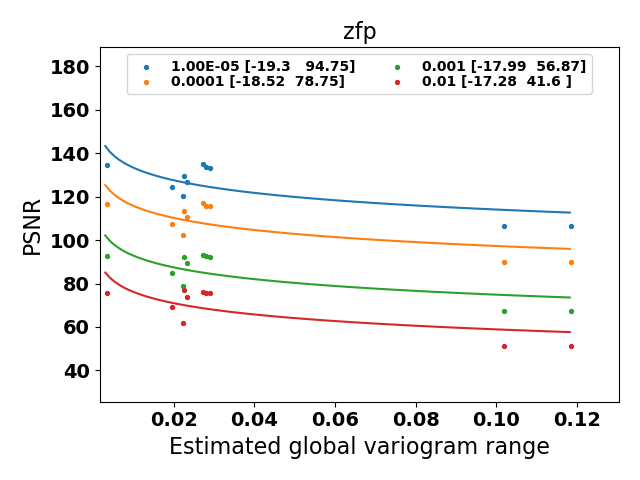 zfp
1.00E-05 [-19.3   94.75]
0.0001 [-18.52  78.75]
0.001 [-17.99  56.87]
0.01 [-17.28  41.6 ]
PSNR
180
160
140
120
100
80
60
40
0.02 0.04 0.06 0.08 0.10 0.12
Estimated global variogram range